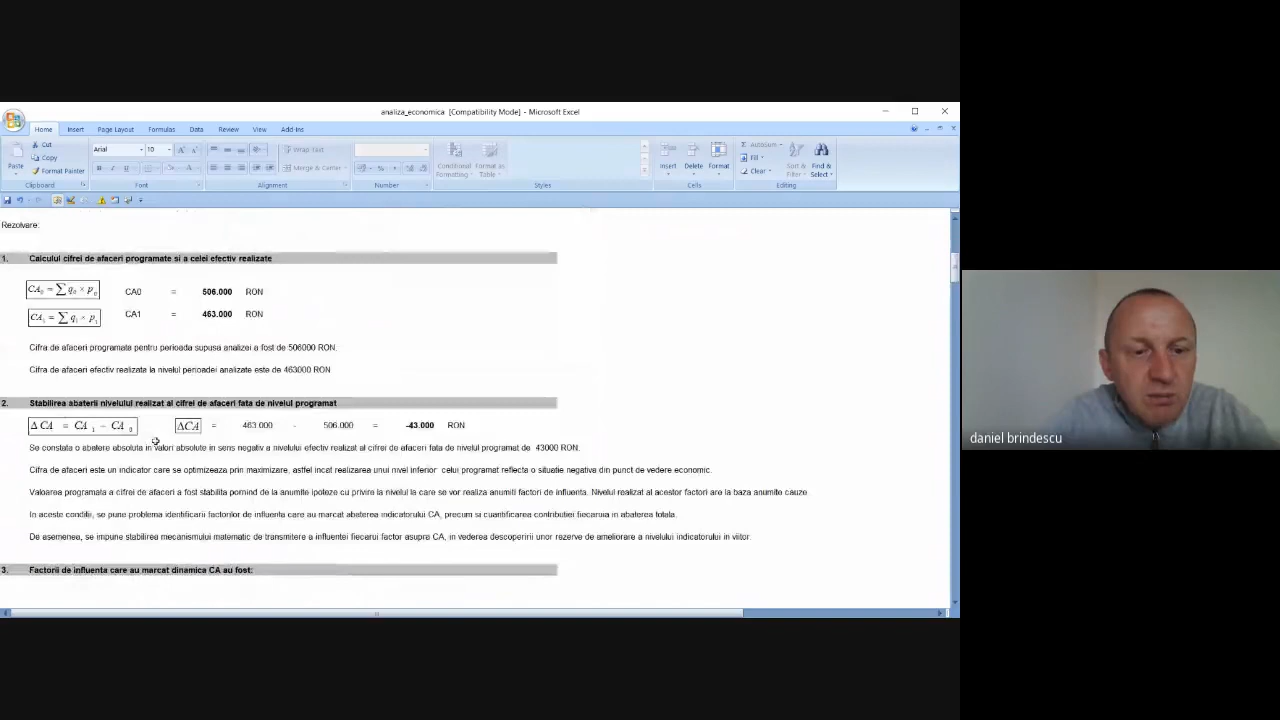 analiza_economica [Compatibility Mode] - Microsoft Excel
Home Insert Page Layout Formulas Data Review View Add-Ins
Paste
Cut
Copy
Format Painter
Arial 10
Wrap Text
Merge & Center
Conditional Formatting
Format as Table
Insert Delete Format
AutoSum
Fill
Clear
Sort & Filter
Find & Select
Clipboard Font Alignment Number Styles Cells Editing
Rezolvare:
1. Calculul cifrei de afaceri programate si a celei efectiv realizate
CA₀ = ∑ q₀ × p₀ CA0 = 506.000 RON
CA₁ = ∑ q₁ × p₁ CA1 = 463.000 RON
Cifra de afaceri programata pentru perioada supusa analizei a fost de 506000 RON.
Cifra de afaceri efectiv realizata la nivelul perioadei analizate este de 463000 RON
2. Stabilirea abaterii nivelului realizat al cifrei de afaceri fata de nivelul programat
Δ CA = CA ₁ − CA ₀ ΔCA = 463.000 - 506.000 = -43.000 RON
Se constata o abatere absoluta in valori absolute in sens negativ a nivelului efectiv realizat al cifrei de afaceri fata de nivelul programat de 43000 RON.
Cifra de afaceri este un indicator care se optimizeaza prin maximizare, astfel incat realizarea unui nivel inferior celui programat reflecta o situatie negativa din punct de vedere economic.
Valoarea programata a cifrei de afaceri a fost stabilita pornind de la anumite ipoteze cu privire la nivelul la care se vor realiza anumiti factori de influenta. Nivelul realizat al acestor factori are la baza anumite cauze.
In aceste conditii, se pune problema identificarii factorilor de influenta care au marcat abaterea indicatorului CA, precum si cuantificarea contributiei fiecaruia in abaterea totala.
De asemenea, se impune stabilirea mecanismului matematic de transmitere a influentei fiecarui factor asupra CA, in vederea descoperirii unor rezerve de ameliorare a nivelului indicatorului in viitor.
3. Factorii de influenta care au marcat dinamica CA au fost:
daniel brindescu